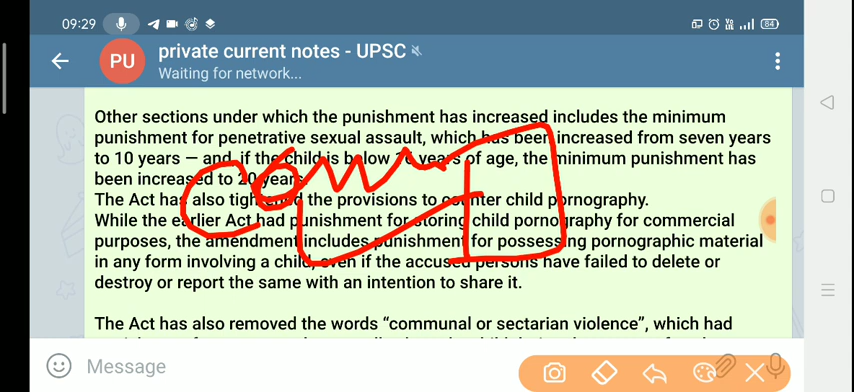 09:29
84
PU
private current notes - UPSC
Waiting for network...
Other sections under which the punishment has increased includes the minimum
punishment for penetrative sexual assault, which has been increased from seven years
to 10 years — and, if the child is below 16 years of age, the minimum punishment has
been increased to 20 years.
The Act has also tightened the provisions to counter child pornography.
While the earlier Act had punishment for storing child pornography for commercial
purposes, the amendment includes punishment for possessing pornographic material
in any form involving a child, even if the accused persons have failed to delete or
destroy or report the same with an intention to share it.
The Act has also removed the words “communal or sectarian violence”, which had
Message